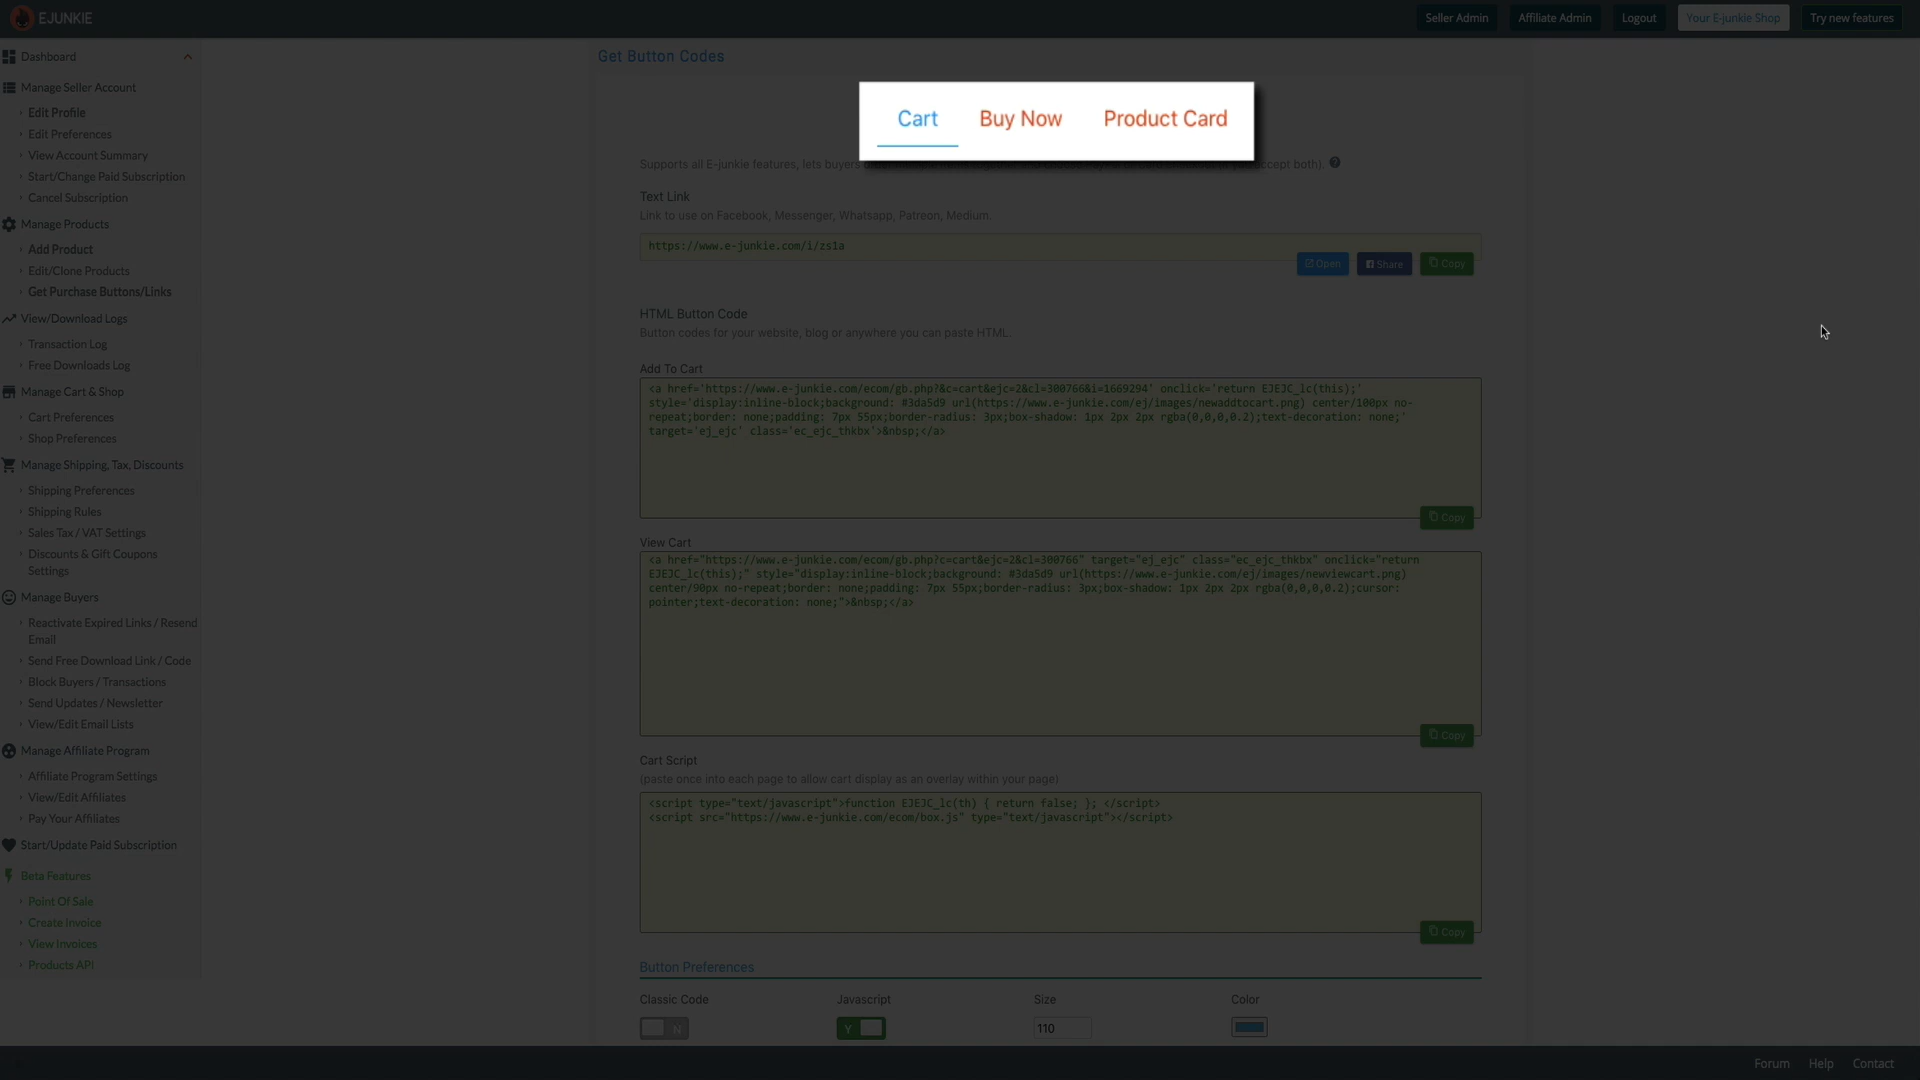 EJUNKIE
Seller Admin
Affiliate Admin
Logout
Your E-junkie Shop
Try new features
Dashboard
Manage Seller Account
Edit Profile
Edit Preferences
View Account Summary
Start/Change Paid Subscription
Cancel Subscription
Manage Products
Add Product
Edit/Clone Products
Get Purchase Buttons/Links
View/Download Logs
Transaction Log
Free Downloads Log
Manage Cart & Shop
Cart Preferences
Shop Preferences
Manage Shipping, Tax, Discounts
Shipping Preferences
Shipping Rules
Sales Tax / VAT Settings
Discounts & Gift Coupons
Settings
Manage Buyers
Reactivate Expired Links / Resend
Email
Send Free Download Link / Code
Block Buyers / Transactions
Send Updates / Newsletter
View/Edit Email Lists
Manage Affiliate Program
Affiliate Program Settings
View/Edit Affiliates
Pay Your Affiliates
Start/Update Paid Subscription
Beta Features
Point Of Sale
Create Invoice
View Invoices
Products API
Get Button Codes
Cart
Buy Now
Product Card
Supports all E-junkie features, lets buyers accept both).
Text Link
Link to use on Facebook, Messenger, Whatsapp, Patreon, Medium.
https://www.e-junkie.com/i/zs1a
Open
Share
Copy
HTML Button Code
Button codes for your website, blog or anywhere you can paste HTML.
Add To Cart
<a href='https://www.e-junkie.com/ecom/gb.php?&c=cart&ejc=2&cl=300766&i=1669294' onclick='return EJEJC_lc(this);'
style='display:inline-block;background: #3da5d9 url(https://www.e-junkie.com/ej/images/newaddtocart.png) center/100px no-
repeat;border: none;padding: 7px 55px;border-radius: 3px;box-shadow: 1px 2px 2px rgba(0,0,0,0.2);text-decoration: none;'
target='ej_ejc' class='ec_ejc_thkbx'>&nbsp;</a>
Copy
View Cart
<a href="https://www.e-junkie.com/ecom/gb.php?c=cart&ejc=2&cl=300766" target="ej_ejc" class="ec_ejc_thkbx" onclick="return
EJEJC_lc(this);" style="display:inline-block;background: #3da5d9 url(https://www.e-junkie.com/ej/images/newviewcart.png)
center/90px no-repeat;border: none;padding: 7px 55px;border-radius: 3px;box-shadow: 1px 2px 2px rgba(0,0,0,0.2);cursor:
pointer;text-decoration: none;">&nbsp;</a>
Copy
Cart Script
(paste once into each page to allow cart display as an overlay within your page)
<script type="text/javascript">function EJEJC_lc(th) { return false; }; </script>
<script src="https://www.e-junkie.com/ecom/box.js" type="text/javascript"></script>
Copy
Button Preferences
Classic Code
Javascript
Size
Color
N
Y
110
Forum
Help
Contact